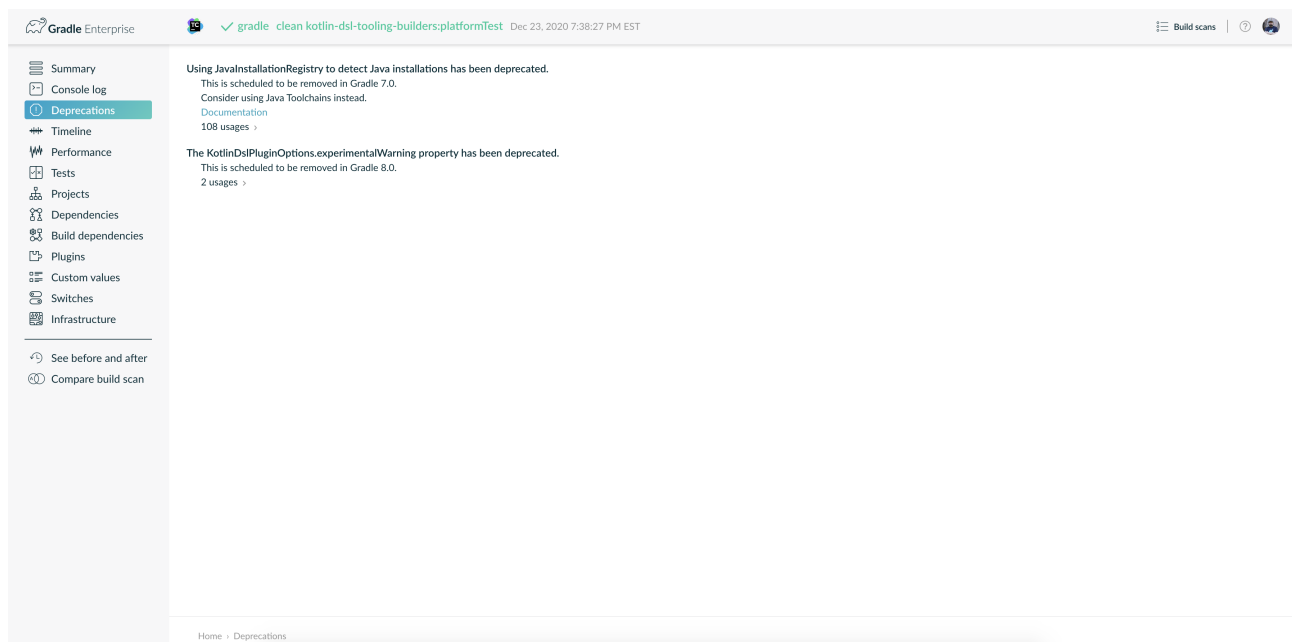 Gradle Enterprise
TC
gradle clean kotlin-dsl-tooling-builders:platformTest Dec 23, 2020 7:38:27 PM EST
Build scans
?
Summary
Console log
Deprecations
Timeline
Performance
Tests
Projects
Dependencies
Build dependencies
Plugins
Custom values
Switches
Infrastructure
See before and after
Compare build scan
Using JavaInstallationRegistry to detect Java installations has been deprecated.
This is scheduled to be removed in Gradle 7.0.
Consider using Java Toolchains instead.
Documentation
108 usages ›
The KotlinDslPluginOptions.experimentalWarning property has been deprecated.
This is scheduled to be removed in Gradle 8.0.
2 usages ›
Home › Deprecations